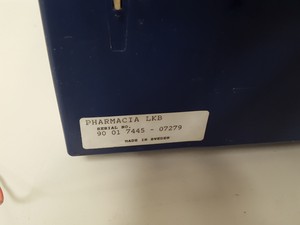 PHARMACIA LKB
SERIAL NO.
90 01 7445 - 07279
MADE IN SWEDEN